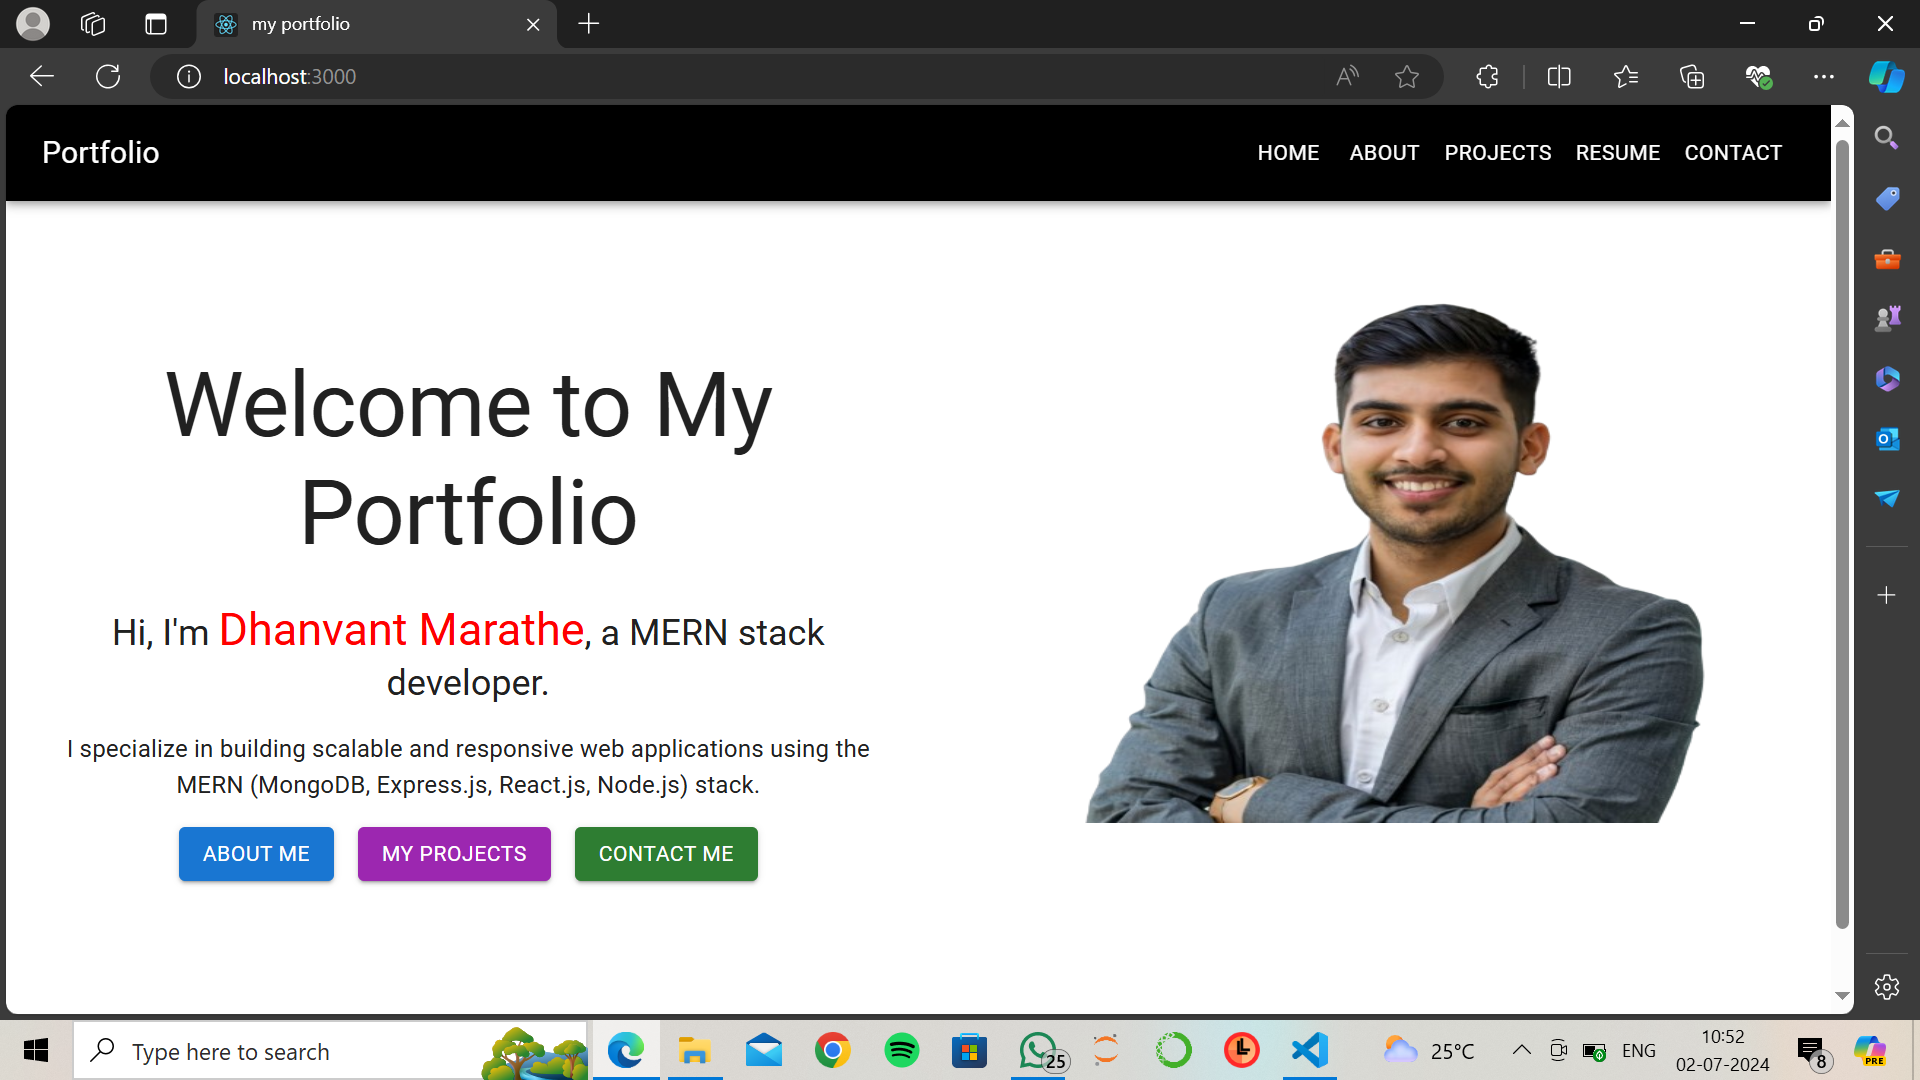 my portfolio
localhost:3000
Portfolio
HOME ABOUT PROJECTS RESUME CONTACT
Welcome to My
Portfolio
Hi, I'm Dhanvant Marathe, a MERN stack
developer.
I specialize in building scalable and responsive web applications using the
MERN (MongoDB, Express.js, React.js, Node.js) stack.
ABOUT ME MY PROJECTS CONTACT ME
Type here to search
25
25°C
ENG
10:52
02-07-2024
8
PRE